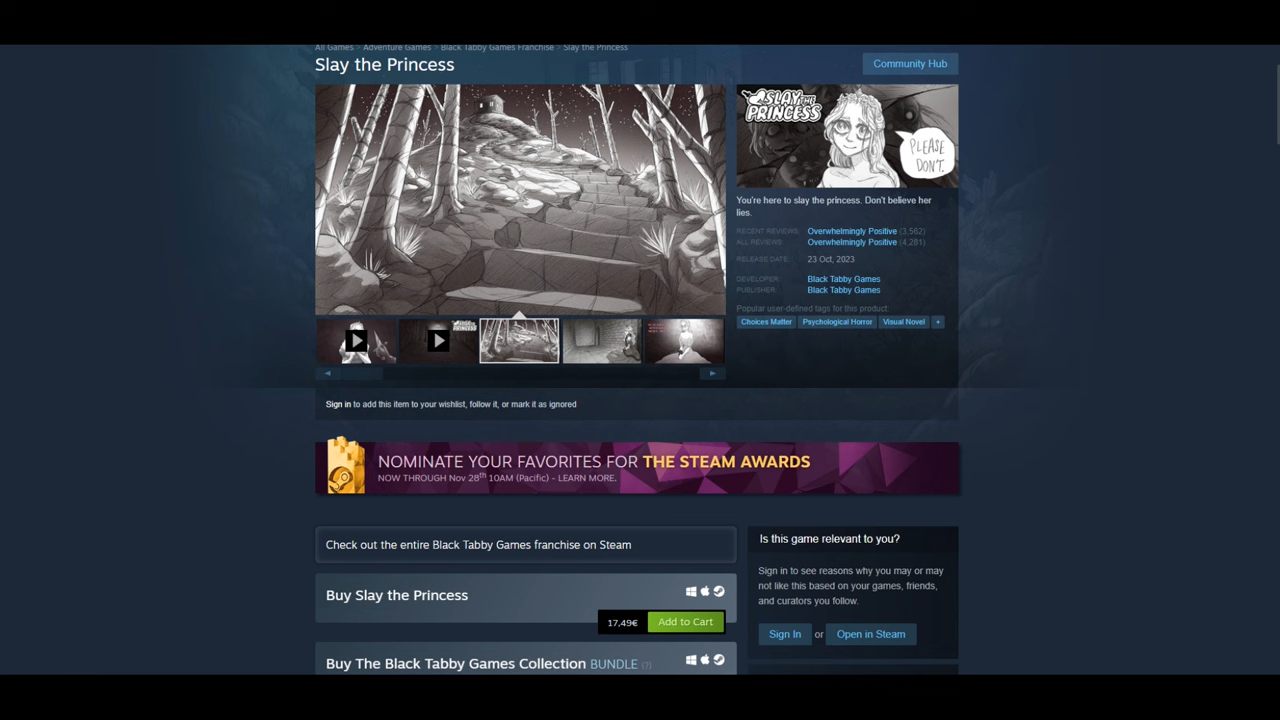 All Games > Adventure Games > Black Tabby Games Franchise > Slay the Princess
Slay the Princess
Community Hub
SLAY THE PRINCESS
PLEASE DON'T.
You're here to slay the princess. Don't believe her
lies.
RECENT REVIEWS: Overwhelmingly Positive (3,562)
ALL REVIEWS: Overwhelmingly Positive (4,281)
RELEASE DATE: 23 Oct, 2023
DEVELOPER: Black Tabby Games
PUBLISHER: Black Tabby Games
Popular user-defined tags for this product:
Choices Matter Psychological Horror Visual Novel +
Sign in to add this item to your wishlist, follow it, or mark it as ignored
NOMINATE YOUR FAVORITES FOR THE STEAM AWARDS
NOW THROUGH Nov 28th 10AM (Pacific) - LEARN MORE.
Check out the entire Black Tabby Games franchise on Steam
Buy Slay the Princess
17,49€ Add to Cart
Buy The Black Tabby Games Collection BUNDLE (?)
Is this game relevant to you?
Sign in to see reasons why you may or may
not like this based on your games, friends,
and curators you follow.
Sign In or Open in Steam